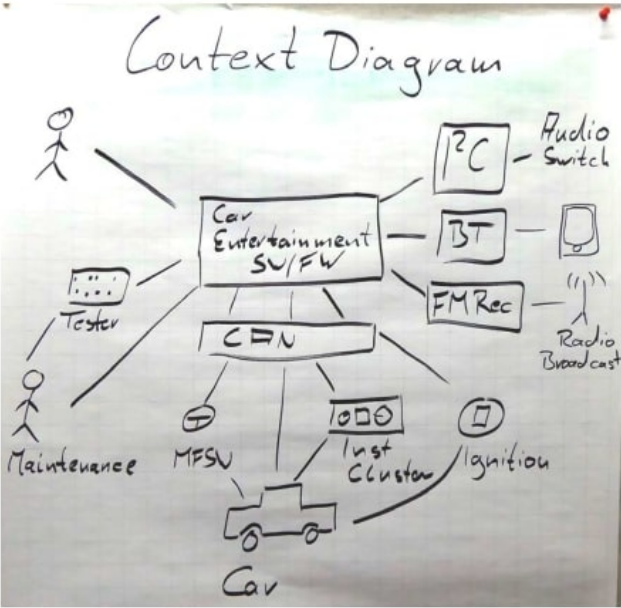 Context Diagram
I²C
Audio
Switch
Car
Entertainment
SW/FW
BT
FM Rec
Radio
Broadcast
Tester
CAN
Maintenance
MFSW
Inst
Cluster
Ignition
Car